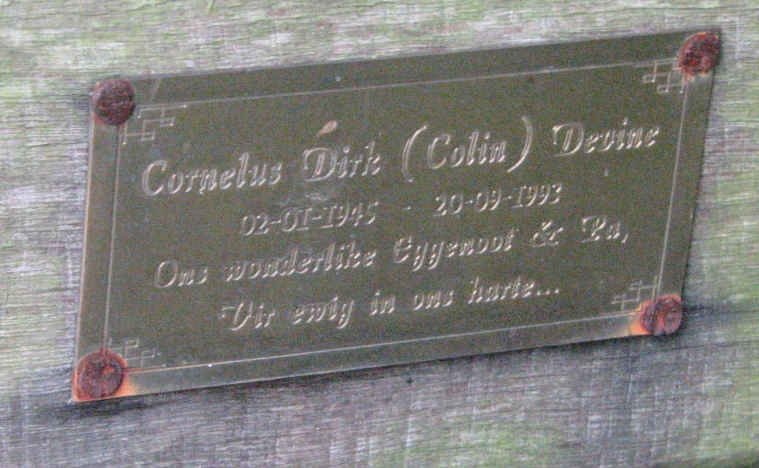 Cornelus Dirk (Colin) Devine
02-01-1945 - 20-09-1993
Ons wonderlike Eggenoot & Pa,
Vir ewig in ons harte...